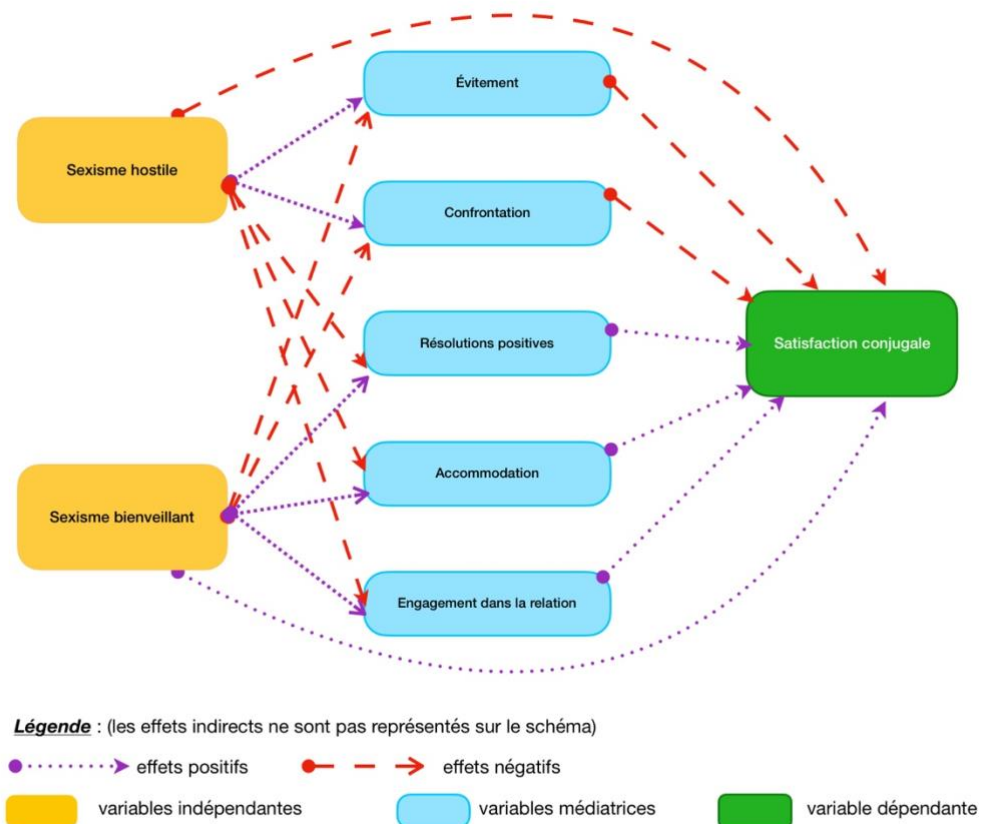 Évitement
Sexisme hostile
Confrontation
Résolutions positives
Satisfaction conjugale
Accommodation
Sexisme bienveillant
Engagement dans la relation
Légende : (les effets indirects ne sont pas représentés sur le schéma)
effets positifs effets négatifs
variables indépendantes variables médiatrices variable dépendante